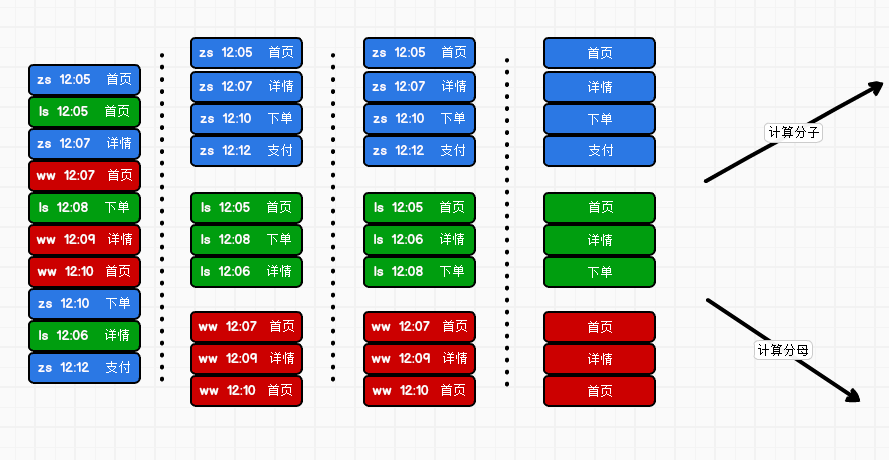 zs 12:05 首页
ls 12:05 首页
zs 12:07 详情
ww 12:07 首页
ls 12:08 下单
ww 12:09 详情
ww 12:10 首页
zs 12:10 下单
ls 12:06 详情
zs 12:12 支付
zs 12:05 首页
zs 12:07 详情
zs 12:10 下单
zs 12:12 支付
ls 12:05 首页
ls 12:08 下单
ls 12:06 详情
ww 12:07 首页
ww 12:09 详情
ww 12:10 首页
zs 12:05 首页
zs 12:07 详情
zs 12:10 下单
zs 12:12 支付
ls 12:05 首页
ls 12:06 详情
ls 12:08 下单
ww 12:07 首页
ww 12:09 详情
ww 12:10 首页
首页
详情
下单
支付
首页
详情
下单
首页
详情
首页
计算分子
计算分母